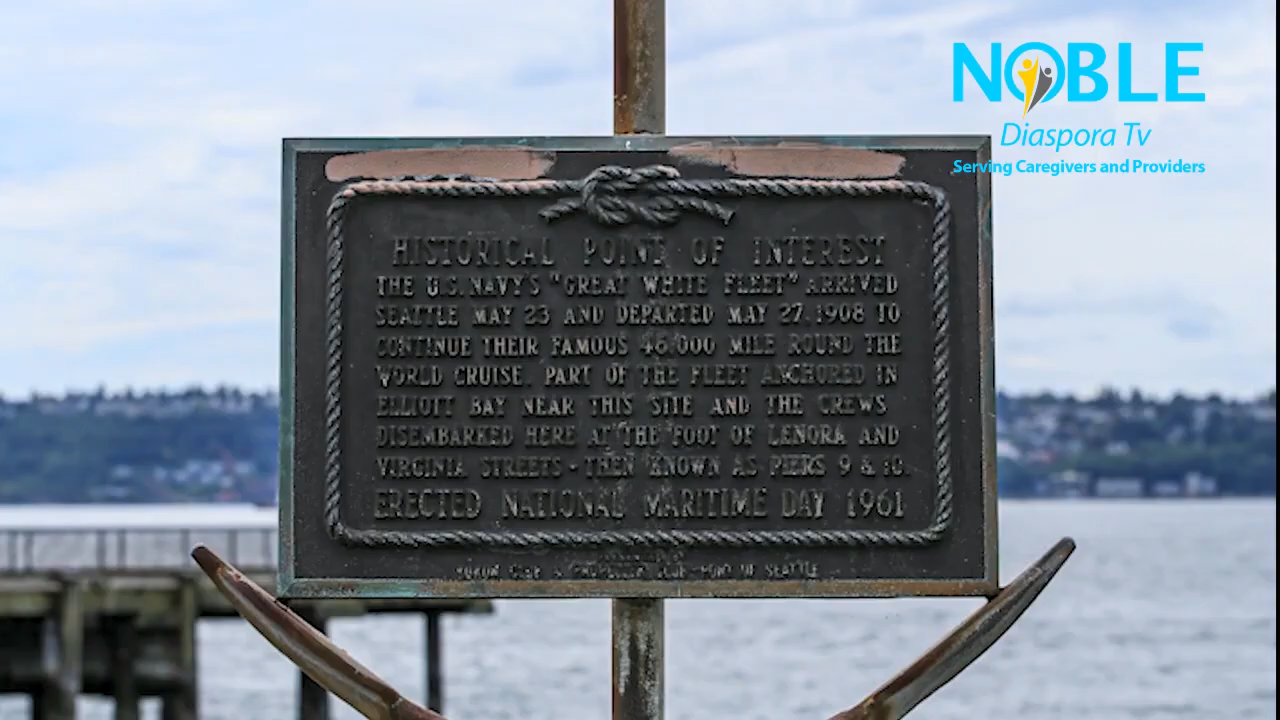 NOBLE
Diaspora Tv
Serving Caregivers and Providers
HISTORICAL POINT OF INTEREST
THE U.S. NAVY'S "GREAT WHITE FLEET" ARRIVED
SEATTLE MAY 23 AND DEPARTED MAY 27, 1908 TO
CONTINUE THEIR FAMOUS 46,000 MILE ROUND THE
WORLD CRUISE. PART OF THE FLEET ANCHORED IN
ELLIOTT BAY NEAR THIS SITE AND THE CREWS
DISEMBARKED HERE AT THE FOOT OF LENORA AND
VIRGINIA STREETS - THEN KNOWN AS PIERS 9 & 10.
ERECTED NATIONAL MARITIME DAY 1961
PORT OF SEATTLE